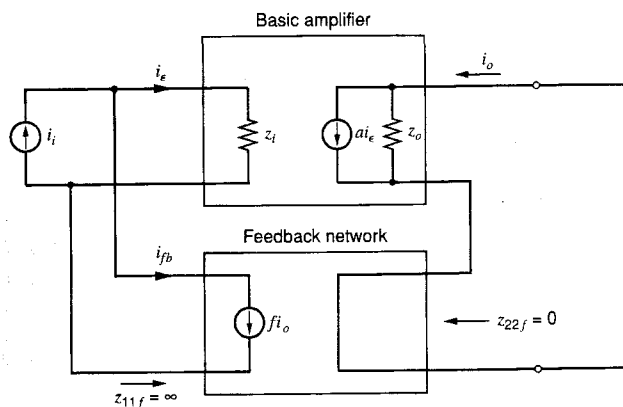 Basic amplifier
i_ε
i_o
i_i
z_i
ai_ε
z_o
Feedback network
i_fb
fi_o
z_22f = 0
z_11f = ∞